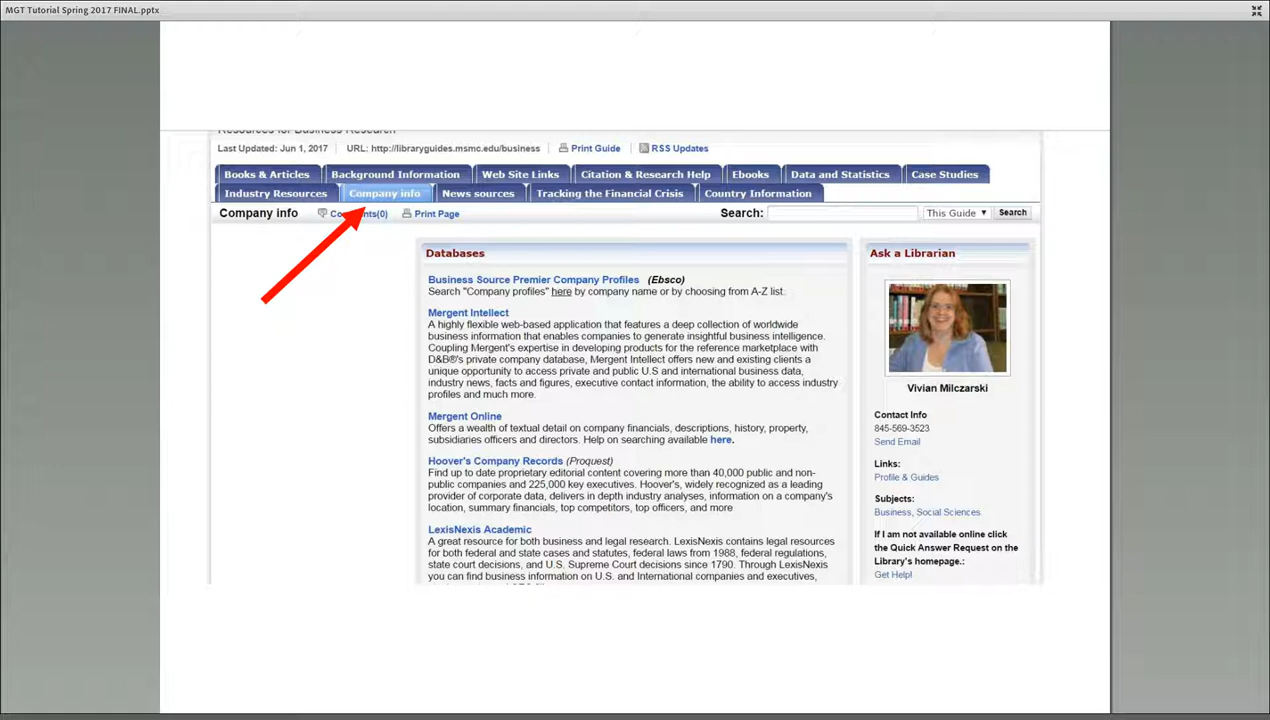 MGT Tutorial Spring 2017 FINAL.pptx
Resources for Business Research
Last Updated: Jun 1, 2017 URL: http://libraryguides.msmc.edu/business Print Guide RSS Updates
Books & Articles Background Information Web Site Links Citation & Research Help Ebooks Data and Statistics Case Studies
Industry Resources Company info News sources Tracking the Financial Crisis Country Information
Company info Comments(0) Print Page Search: This Guide Search
Databases
Business Source Premier Company Profiles (Ebsco)
Search "Company profiles" here by company name or by choosing from A-Z list.
Mergent Intellect
A highly flexible web-based application that features a deep collection of worldwide
business information that enables companies to generate insightful business intelligence.
Coupling Mergent's expertise in developing products for the reference marketplace with
D&B®'s private company database, Mergent Intellect offers new and existing clients a
unique opportunity to access private and public U.S and international business data,
industry news, facts and figures, executive contact information, the ability to access industry
profiles and much more.
Mergent Online
Offers a wealth of textual detail on company financials, descriptions, history, property,
subsidiaries officers and directors. Help on searching available here.
Hoover's Company Records (Proquest)
Find up to date proprietary editorial content covering more than 40,000 public and non-
public companies and 225,000 key executives. Hoover's, widely recognized as a leading
provider of corporate data, delivers in depth industry analyses, information on a company's
location, summary financials, top competitors, top officers, and more
LexisNexis Academic
A great resource for both business and legal research. LexisNexis contains legal resources
for both federal and state cases and statutes, federal laws from 1988, federal regulations,
state court decisions, and U.S. Supreme Court decisions since 1790. Through LexisNexis
you can find business information on U.S. and International companies and executives,
Ask a Librarian
Vivian Milczarski
Contact Info
845-569-3523
Send Email
Links:
Profile & Guides
Subjects:
Business, Social Sciences
If I am not available online click
the Quick Answer Request on the
Library's homepage.:
Get Help!